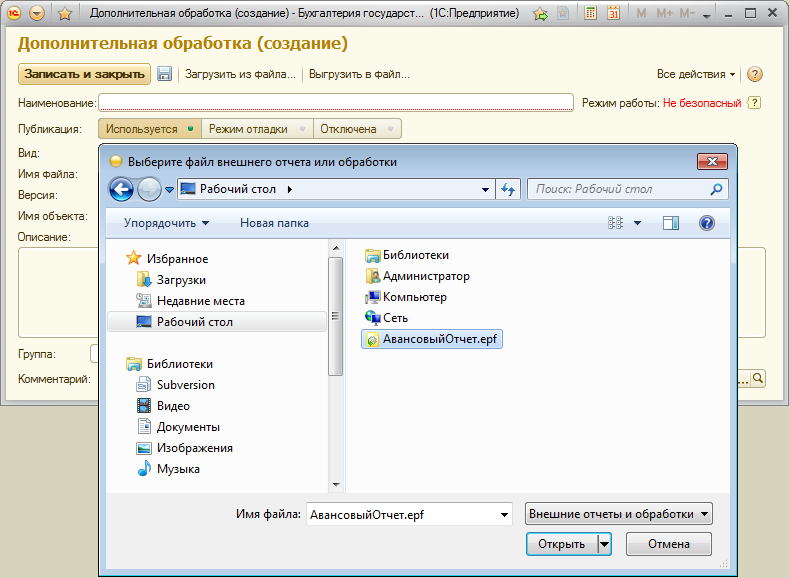 Дополнительная обработка (создание) - Бухгалтерия государст... (1С:Предприятие)
M M+ M-
Дополнительная обработка (создание)
Записать и закрыть Загрузить из файла... Выгрузить в файл... Все действия ?
Наименование: Режим работы: Не безопасный ?
Публикация: Используется Режим отладки Отключена
Вид:
Имя файла:
Версия:
Имя объекта:
Описание:
Группа:
Комментарий: ...
Выберите файл внешнего отчета или обработки
Рабочий стол Поиск: Рабочий стол
Упорядочить Новая папка ?
Избранное
Загрузки
Недавние места
Рабочий стол
Библиотеки
Subversion
Видео
Документы
Изображения
Музыка
Библиотеки
Администратор
Компьютер
Сеть
АвансовыйОтчет.epf
Имя файла: АвансовыйОтчет.epf Внешние отчеты и обработки
Открыть Отмена